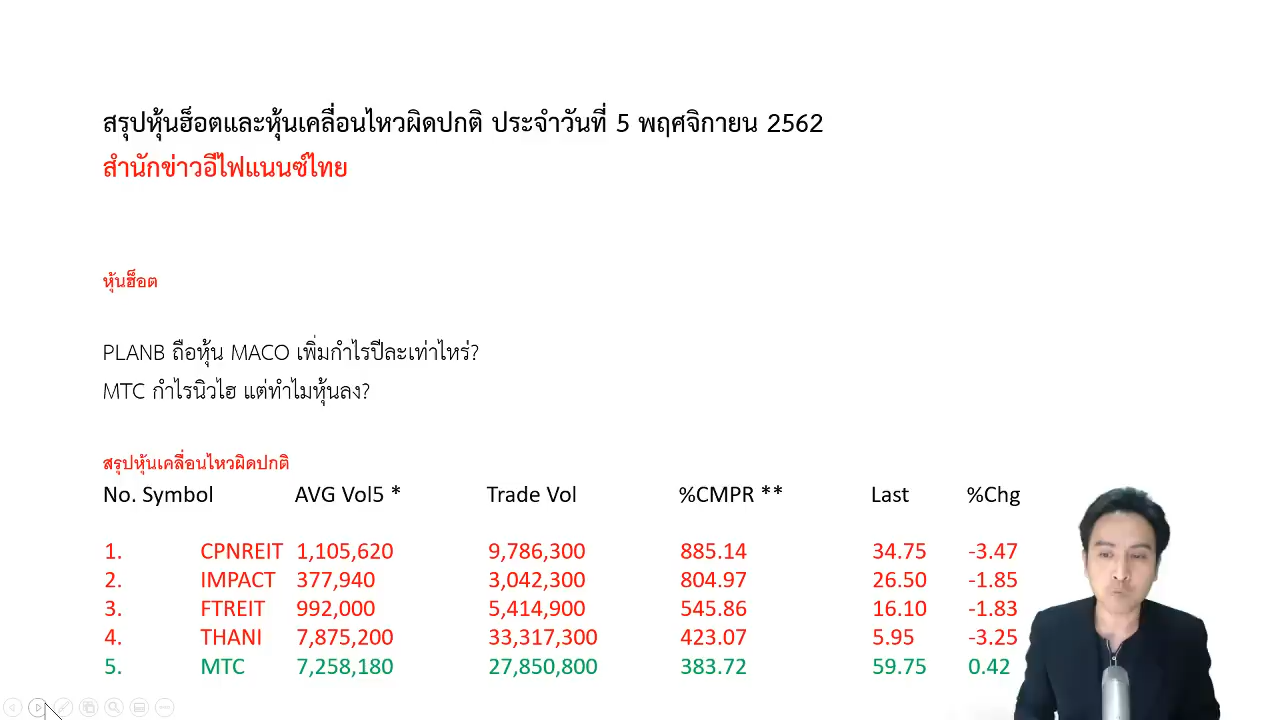 สรุปหุ้นฮ็อตและหุ้นเคลื่อนไหวผิดปกติ ประจำวันที่ 5 พฤศจิกายน 2562
สำนักข่าวอีไฟแนนซ์ไทย
หุ้นฮ็อต
PLANB ถือหุ้น MACO เพิ่มกำไรปีละเท่าไหร่?
MTC กำไรนิวไฮ แต่ทำไมหุ้นลง?
สรุปหุ้นเคลื่อนไหวผิดปกติ
No. Symbol AVG Vol5 * Trade Vol %CMPR ** Last %Chg
1. CPNREIT 1,105,620 9,786,300 885.14 34.75 -3.47
2. IMPACT 377,940 3,042,300 804.97 26.50 -1.85
3. FTREIT 992,000 5,414,900 545.86 16.10 -1.83
4. THANI 7,875,200 33,317,300 423.07 5.95 -3.25
5. MTC 7,258,180 27,850,800 383.72 59.75 0.42